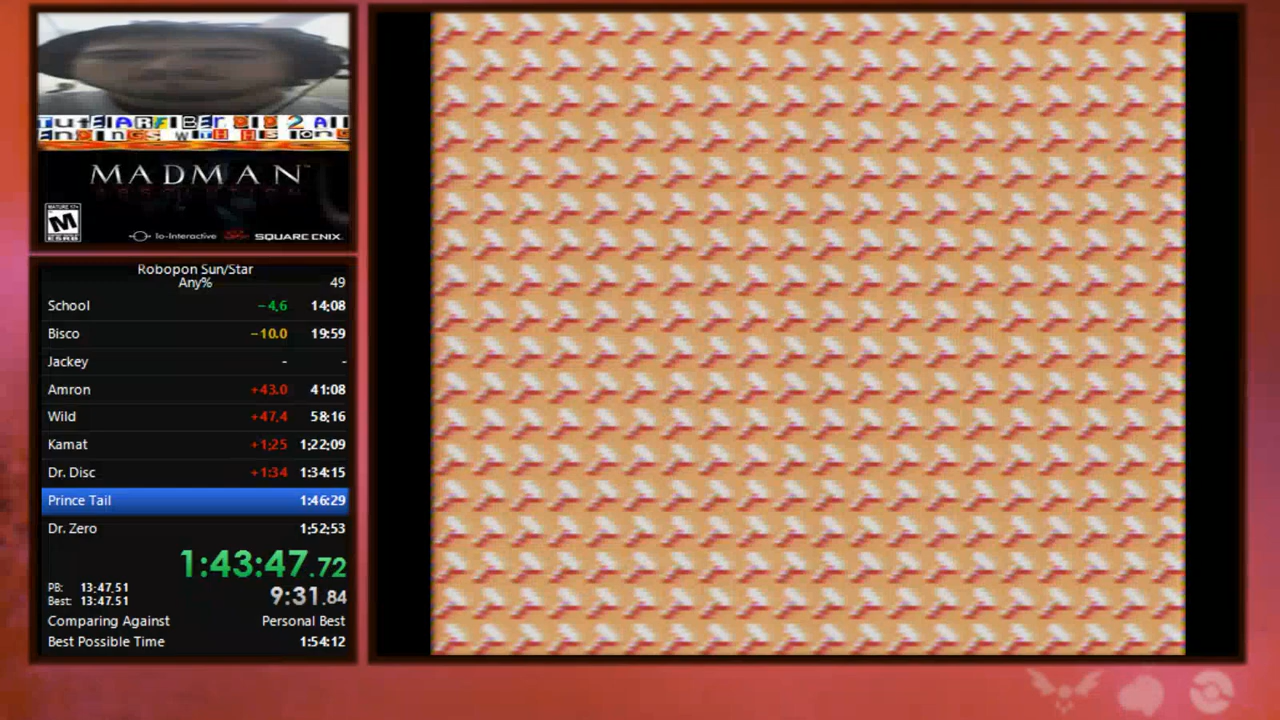 MADMAN™
MATURE 17+
M
ESRB
Io-Interactive
SQUARE ENIX.
Robopon Sun/Star
Any% 49
School −4.6 14:08
Bisco −10.0 19:59
Jackey - -
Amron +43.0 41:08
Wild +47.4 58:16
Kamat +1:25 1:22:09
Dr. Disc +1:34 1:34:15
Prince Tail 1:46:29
Dr. Zero 1:52:53
1:43:47.72
PB: 13:47.51
Best: 13:47.51
9:31.84
Comparing Against Personal Best
Best Possible Time 1:54:12